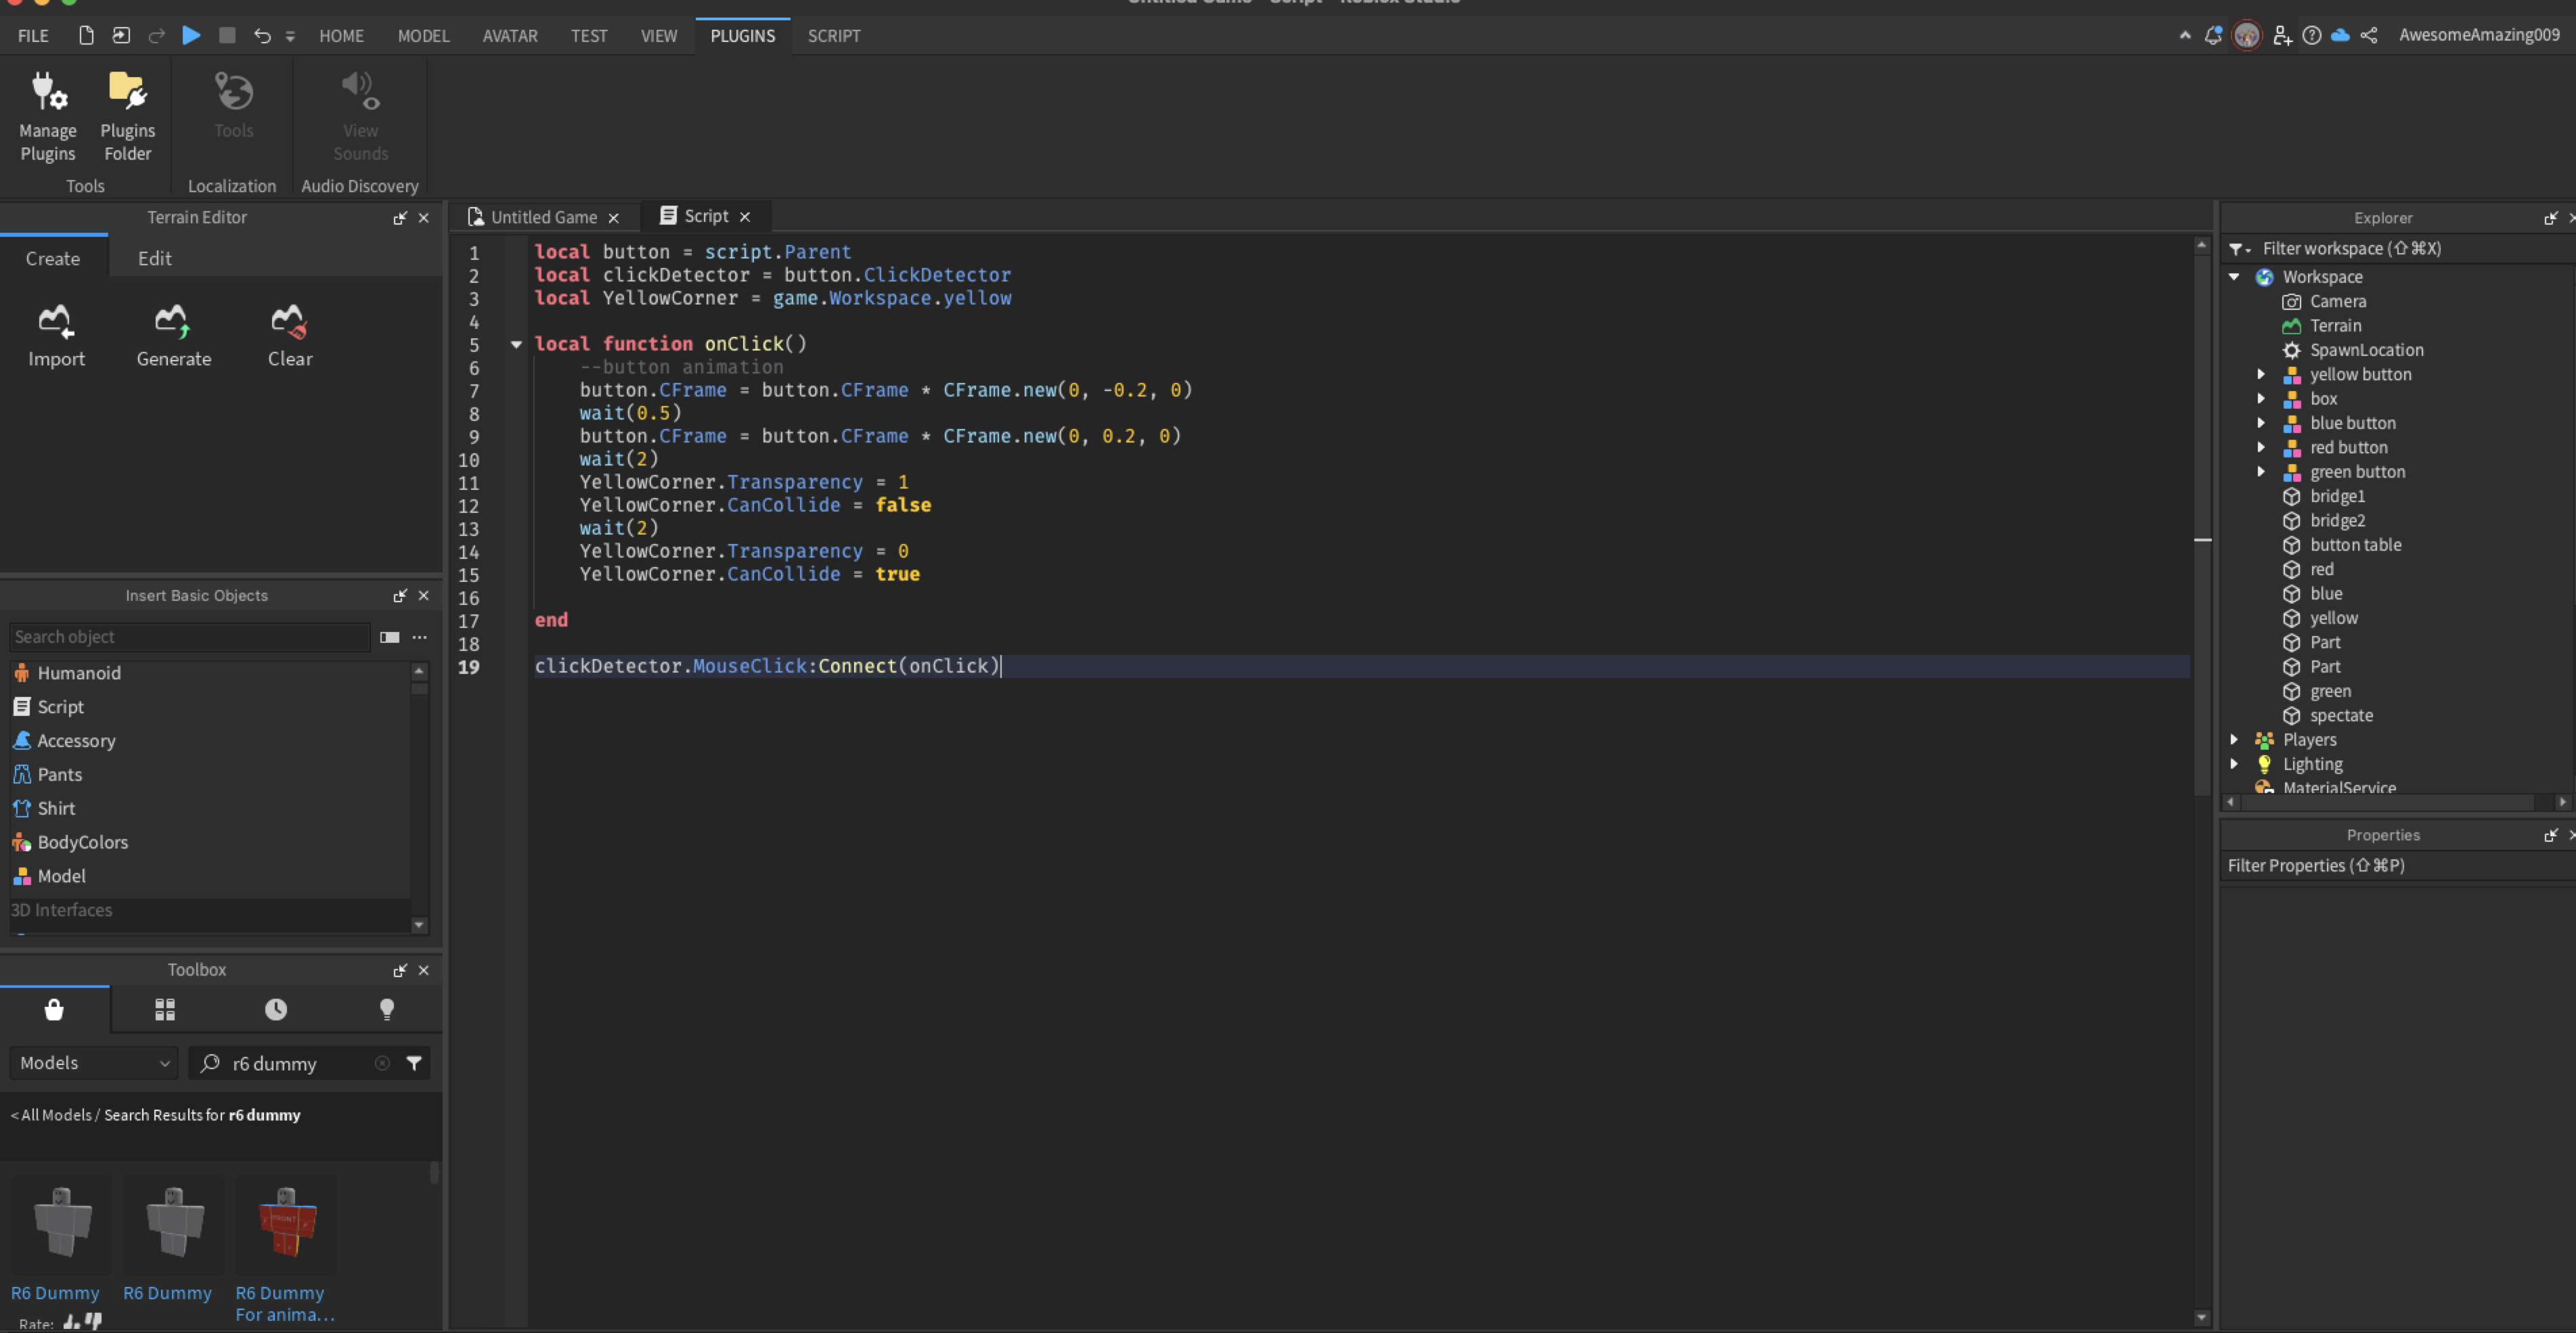 Untitled Game - Script - Roblox Studio
FILE HOME MODEL AVATAR TEST VIEW PLUGINS SCRIPT AwesomeAmazing009
Manage Plugins
Plugins Folder
Tools
View Sounds
Tools
Localization
Audio Discovery
Terrain Editor
Create Edit
Import Generate Clear
Insert Basic Objects
Search object
Humanoid
Script
Accessory
Pants
Shirt
BodyColors
Model
3D Interfaces
Toolbox
Models r6 dummy
< All Models / Search Results for r6 dummy
R6 Dummy
Rate:
R6 Dummy
R6 Dummy
For anima...
Untitled Game × Script ×
1 local button = script.Parent
2 local clickDetector = button.ClickDetector
3 local YellowCorner = game.Workspace.yellow
4
5 local function onClick()
6 --button animation
7 button.CFrame = button.CFrame * CFrame.new(0, -0.2, 0)
8 wait(0.5)
9 button.CFrame = button.CFrame * CFrame.new(0, 0.2, 0)
10 wait(2)
11 YellowCorner.Transparency = 1
12 YellowCorner.CanCollide = false
13 wait(2)
14 YellowCorner.Transparency = 0
15 YellowCorner.CanCollide = true
16
17 end
18
19 clickDetector.MouseClick:Connect(onClick)
Explorer
Filter workspace (⇧⌘X)
Workspace
Camera
Terrain
SpawnLocation
yellow button
box
blue button
red button
green button
bridge1
bridge2
button table
red
blue
yellow
Part
Part
green
spectate
Players
Lighting
MaterialService
Properties
Filter Properties (⇧⌘P)